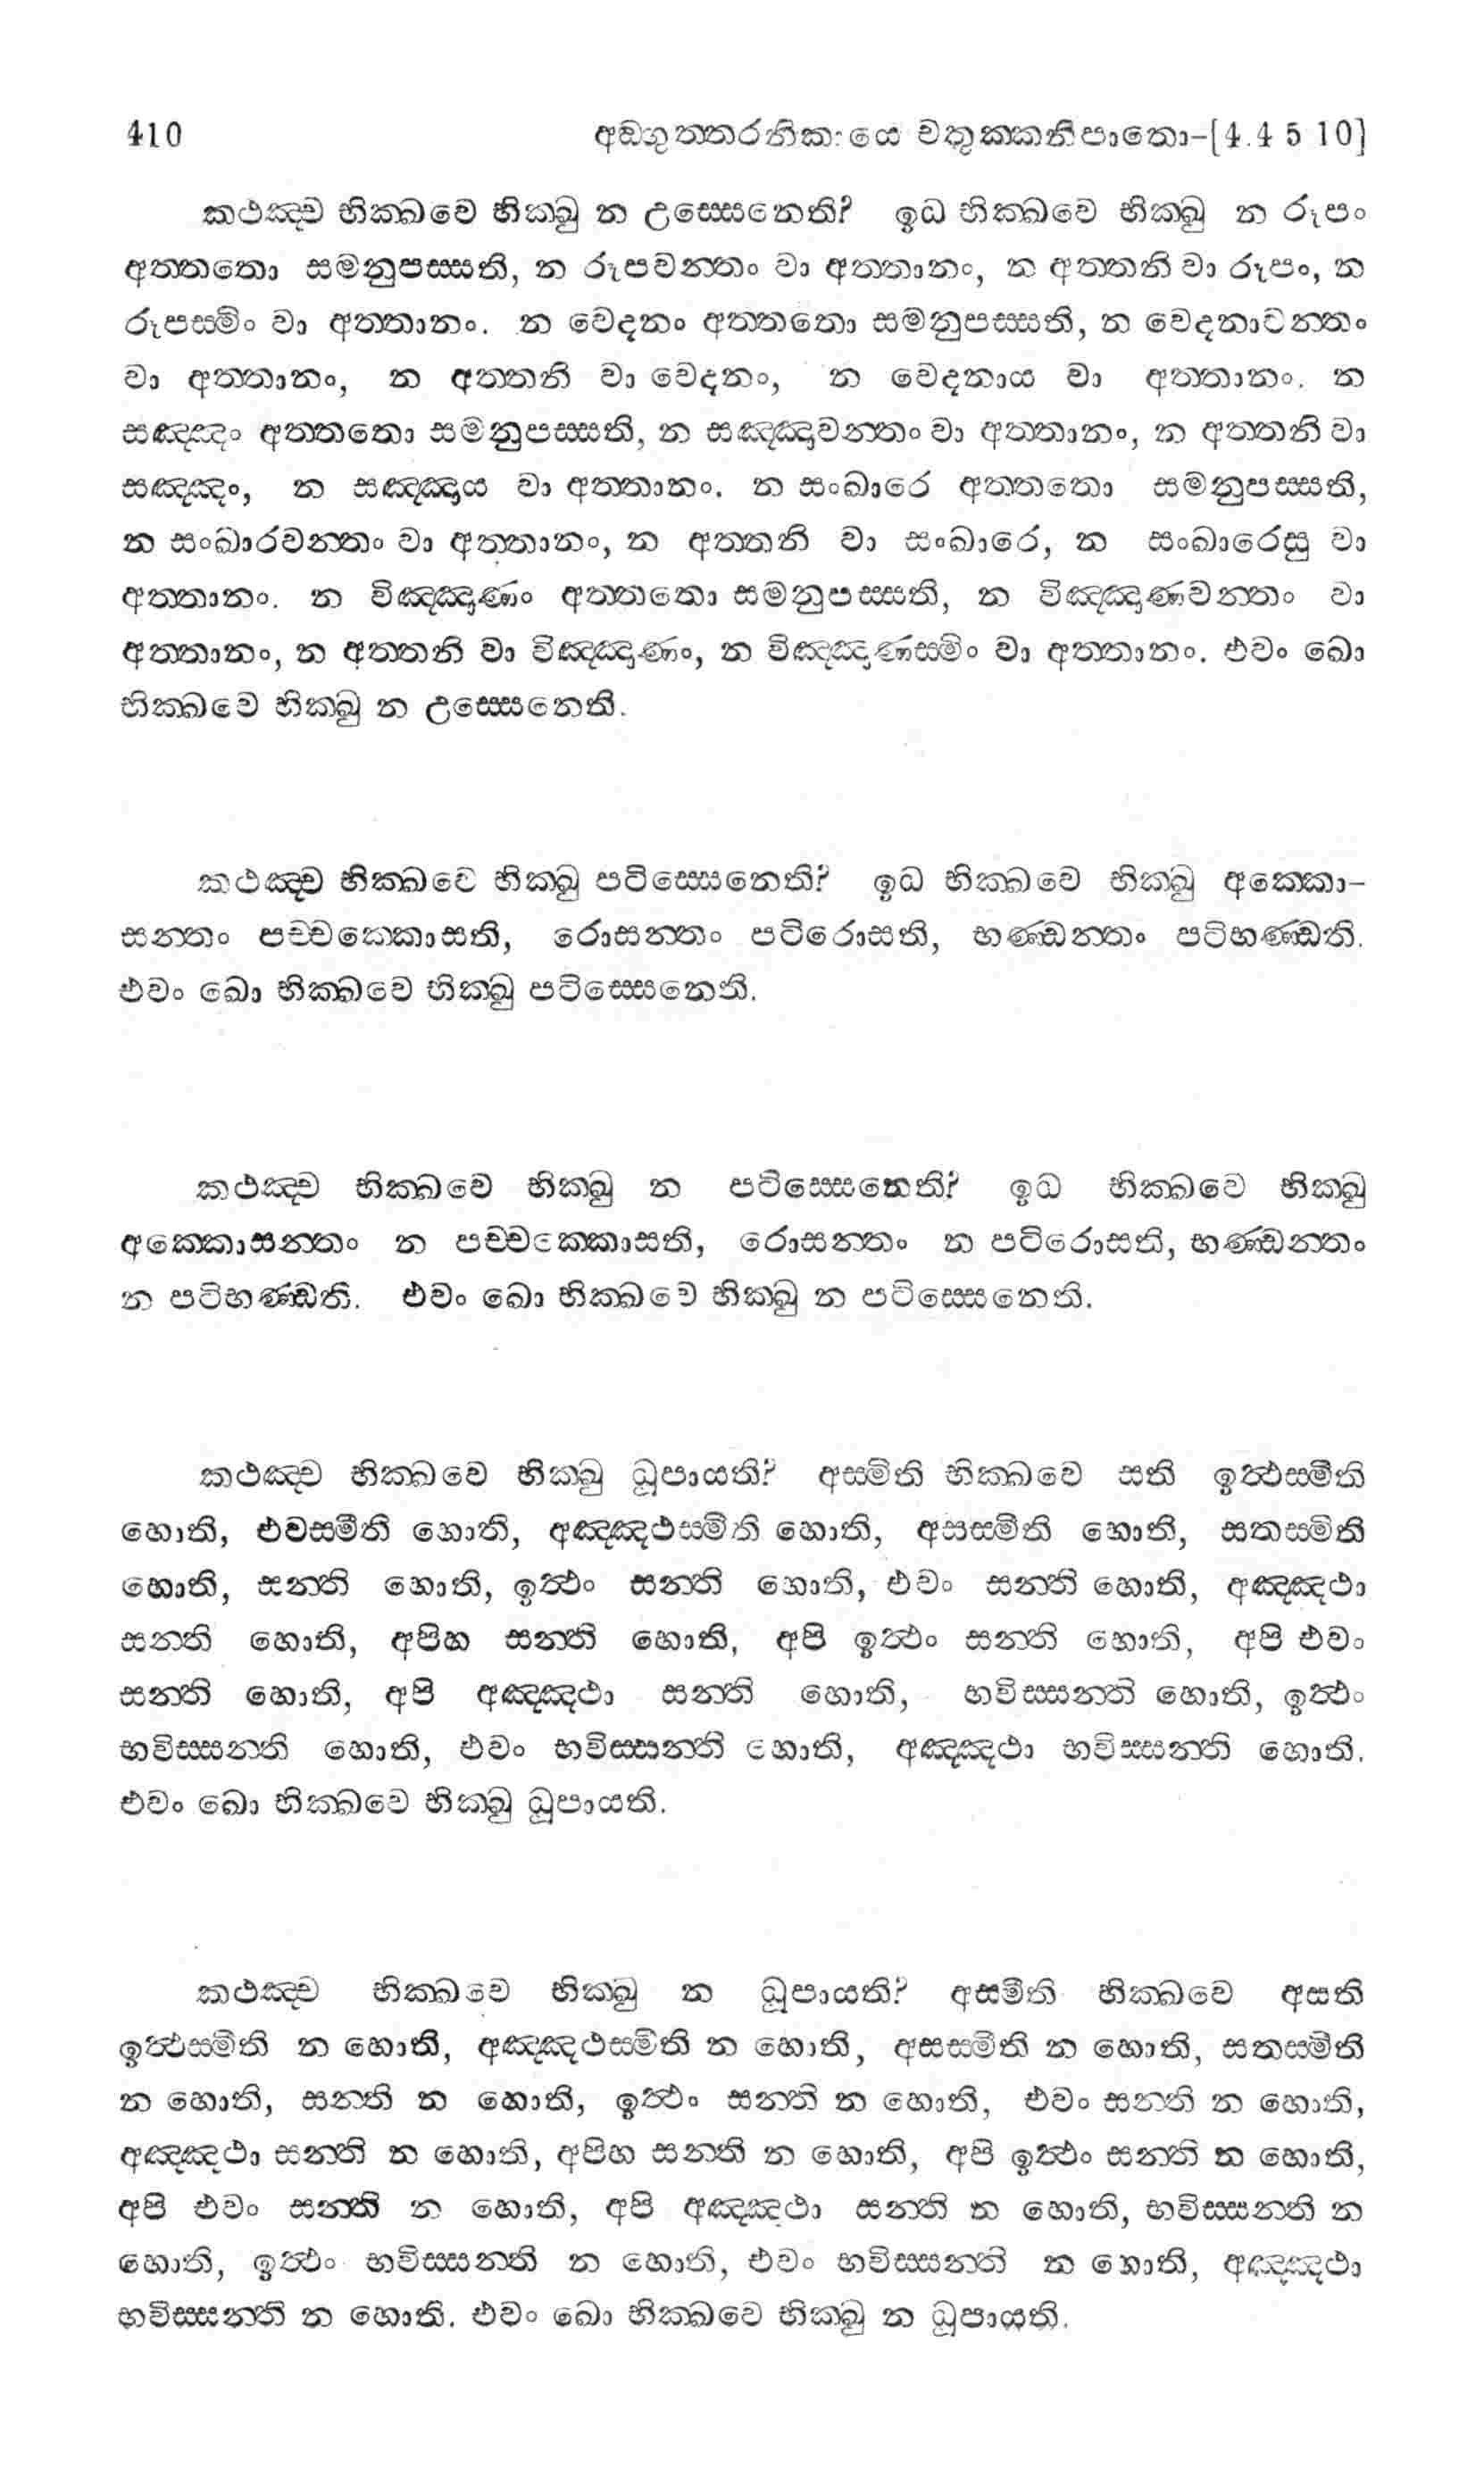 410 අඞගුත්තරනිකායෙ චතුක්කනිපාතො-[4.4 5 10]
කථඤ්ච භික්ඛවෙ භික්ඛු න උස්සෙනෙති? ඉධ භික්ඛවෙ භික්ඛු න රූපං
අත්තතො සමනුපස්සති, න රූපවන්තං වා අත්තානං, න අත්තනි වා රූපං, න
රූපස්මිං වා අත්තානං. න වෙදනං අත්තතො සමනුපස්සති, න වෙදනාවන්තං
වා අත්තානං, න අත්තනි වා වෙදනං, න වෙදනාය වා අත්තානං. න
සඤ්ඤං අත්තතො සමනුපස්සති, න සඤ්ඤාවන්තං වා අත්තානං, න අත්තනි වා
සඤ්ඤං, න සඤ්ඤාය වා අත්තානං. න සංඛාරෙ අත්තතො සමනුපස්සති,
න සංඛාරවන්තං වා අත්තානං, න අත්තනි වා සංඛාරෙ, න සංඛාරෙසු වා
අත්තානං. න විඤ්ඤාණං අත්තතො සමනුපස්සති, න විඤ්ඤාණවන්තං වා
අත්තානං, න අත්තනි වා විඤ්ඤාණං, න විඤ්ඤාණස්මිං වා අත්තානං. එවං ඛො
භික්ඛවෙ භික්ඛු න උස්සෙනෙති.
කථඤ්ච භික්ඛවෙ භික්ඛු පටිස්සෙනෙති? ඉධ භික්ඛවෙ භික්ඛු අක්කො-
සන්තං පච්චක්කොසති, රොසන්තං පටිරොසති, භණ්ඩන්තං පටිභණ්ඩති.
එවං ඛො භික්ඛවෙ භික්ඛු පටිස්සෙනෙති.
කථඤ්ච භික්ඛවෙ භික්ඛු න පටිස්සෙනෙති? ඉධ භික්ඛවෙ භික්ඛු
අක්කොසන්තං න පච්චක්කොසති, රොසන්තං න පටිරොසති, භණ්ඩන්තං
න පටිභණ්ඩති. එවං ඛො භික්ඛවෙ භික්ඛු න පටිස්සෙනෙති.
කථඤ්ච භික්ඛවෙ භික්ඛු ධූපායති? අස්මිති භික්ඛවෙ සති ඉත්ථස්මීති
හොති, එවස්මීති හොති, අඤ්ඤථස්මිති හොති, අසස්මීති හොති, සතස්මිති
හොති, සන්ති හොති, ඉත්ථං සන්ති හොති, එවං සන්ති හොති, අඤ්ඤථා
සන්ති හොති, අපිහ සන්ති හොති, අපි ඉත්ථං සන්ති හොති, අපි එවං
සන්ති හොති, අපි අඤ්ඤථා සන්ති හොති, භවිස්සන්ති හොති, ඉත්ථං
භවිස්සන්ති හොති, එවං භවිස්සන්ති හොති, අඤ්ඤථා භවිස්සන්ති හොති.
එවං ඛො භික්ඛවෙ භික්ඛු ධූපායති.
කථඤ්ච භික්ඛවෙ භික්ඛු න ධූපායති? අස්මීති භික්ඛවෙ අසති
ඉත්ථස්මීති න හොති, අඤ්ඤථස්මිති න හොති, අසස්මීති න හොති, සතස්මීති
න හොති, සන්ති න හොති, ඉත්ථං සන්ති න හොති, එවං සන්ති න හොති,
අඤ්ඤථා සන්ති න හොති, අපිහ සන්ති න හොති, අපි ඉත්ථං සන්ති න හොති,
අපි එවං සන්ති න හොති, අපි අඤ්ඤථා සන්ති න හොති, භවිස්සන්ති න
හොති, ඉත්ථං භවිස්සන්ති න හොති, එවං භවිස්සන්ති න හොති, අඤ්ඤථා
භවිස්සන්ති න හොති. එවං ඛො භික්ඛවෙ භික්ඛු න ධූපායති.